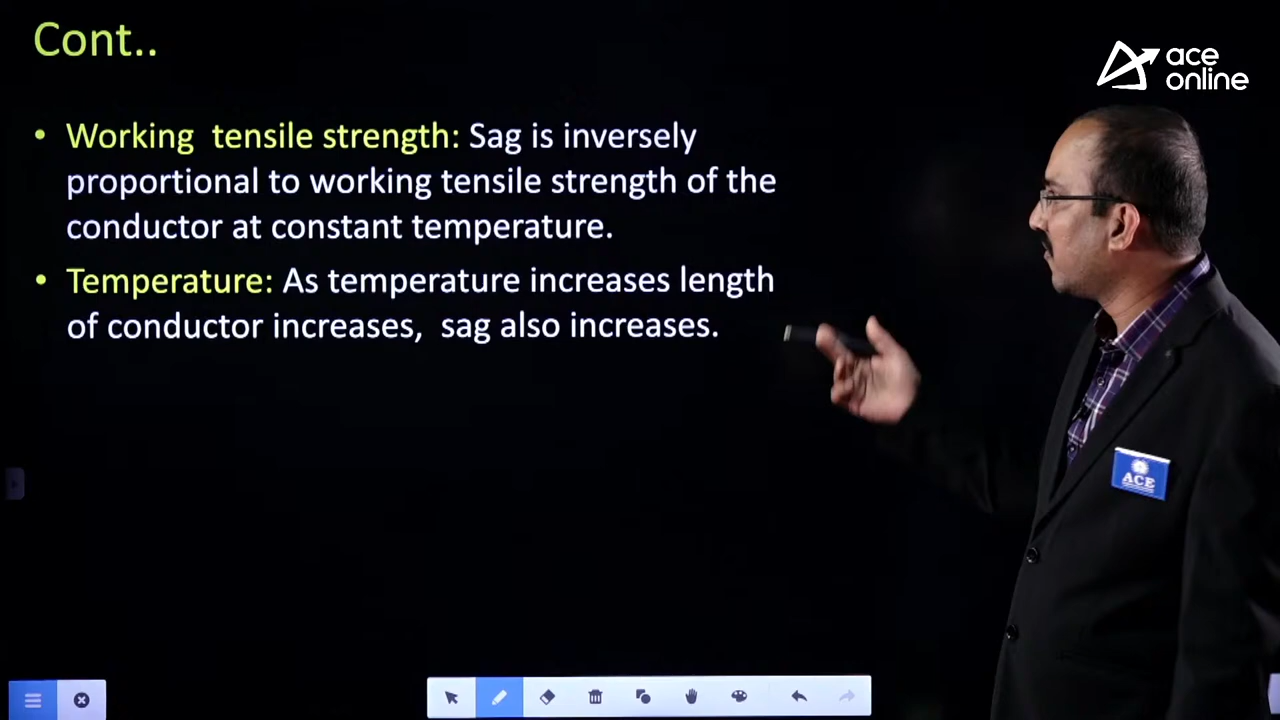 Cont..
ace
online
• Working  tensile strength: Sag is inversely
proportional to working tensile strength of the
conductor at constant temperature.
• Temperature: As temperature increases length
of conductor increases,  sag also increases.
ACE